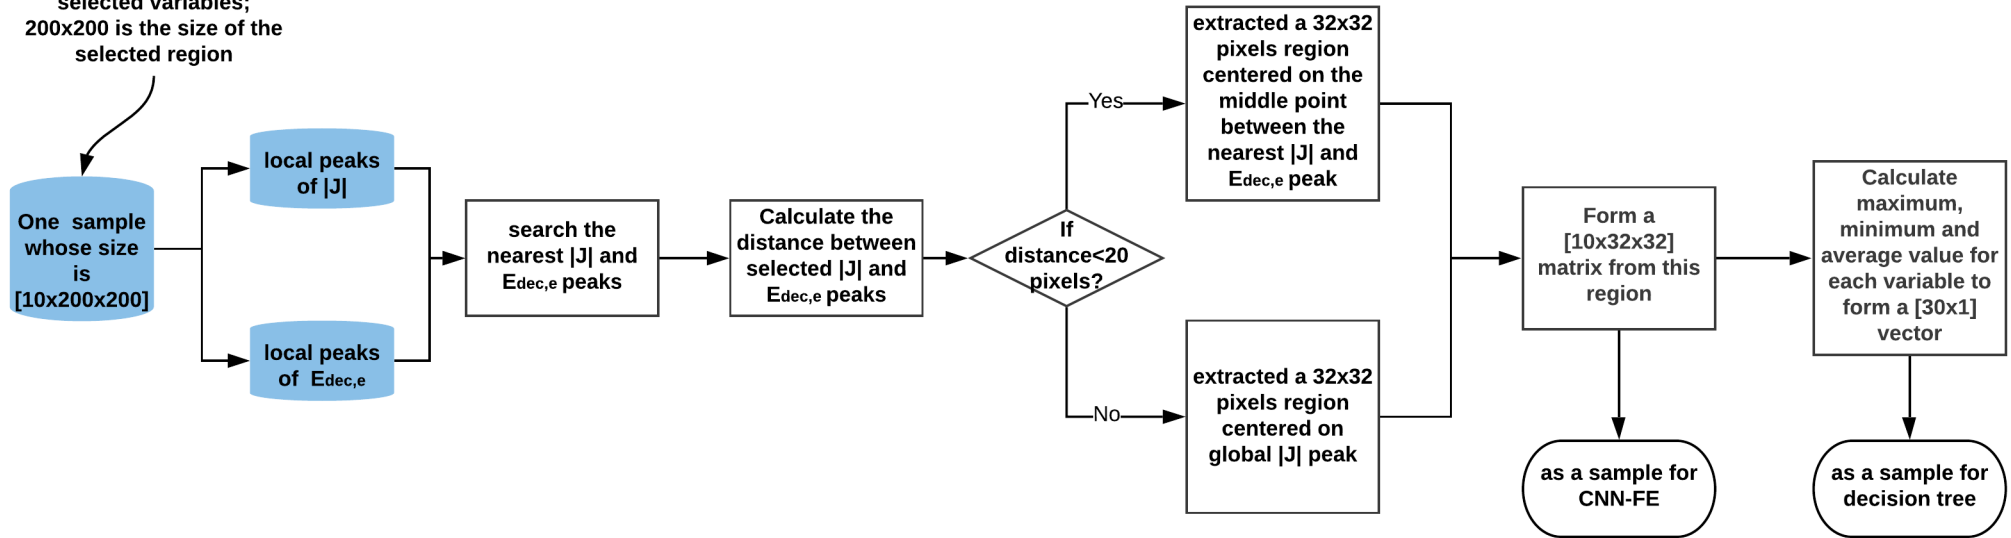 selected variables;
200x200 is the size of the
selected region
One sample
whose size
is
[10x200x200]
local peaks
of |J|
local peaks
of Edec,e
search the
nearest |J| and
Edec,e peaks
Calculate the
distance between
selected |J| and
Edec,e peaks
If
distance<20
pixels?
Yes
No
extracted a 32x32
pixels region
centered on the
middle point
between the
nearest |J| and
Edec,e peak
extracted a 32x32
pixels region
centered on
global |J| peak
Form a
[10x32x32]
matrix from this
region
Calculate
maximum,
minimum and
average value for
each variable to
form a [30x1]
vector
as a sample for
CNN-FE
as a sample for
decision tree